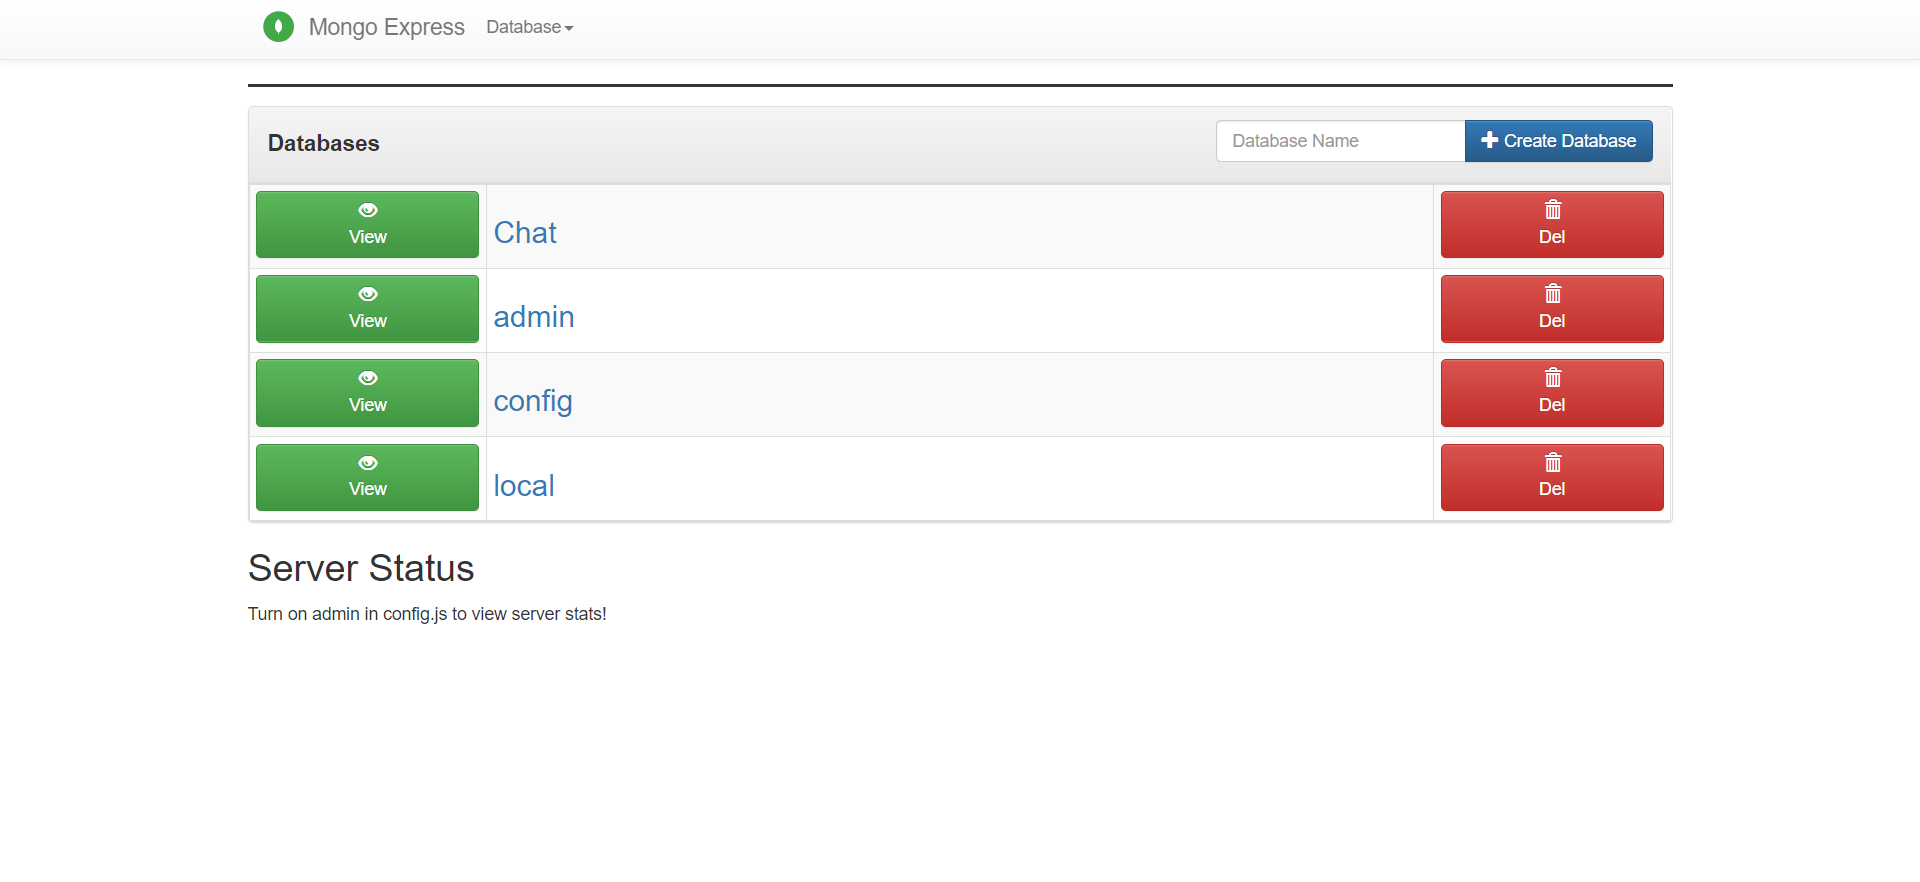 Mongo Express Database
Databases
Database Name Create Database
View Chat Del
View admin Del
View config Del
View local Del
Server Status
Turn on admin in config.js to view server stats!